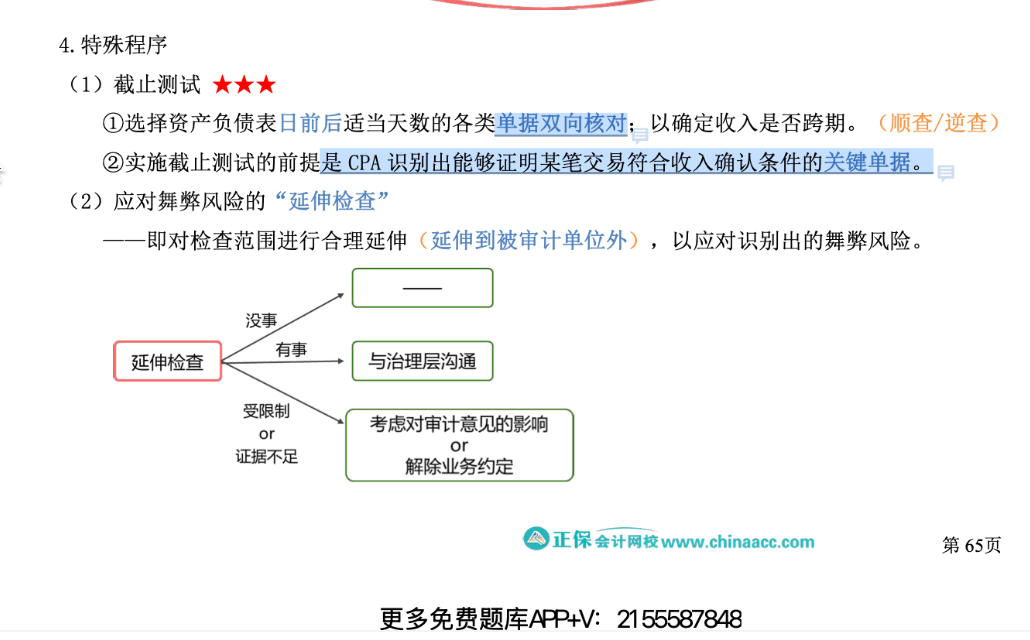 4.特殊程序
（1）截止测试 ★★★
①选择资产负债表日前后适当天数的各类单据双向核对；以确定收入是否跨期。（顺查/逆查）
②实施截止测试的前提是 CPA 识别出能够证明某笔交易符合收入确认条件的关键单据。
（2）应对舞弊风险的“延伸检查”
——即对检查范围进行合理延伸（延伸到被审计单位外），以应对识别出的舞弊风险。
——
没事
有事
延伸检查
与治理层沟通
受限制
or
证据不足
考虑对审计意见的影响
or
解除业务约定
正保会计网校www.chinaacc.com
第 65页
更多免费题库APP+V：2155587848